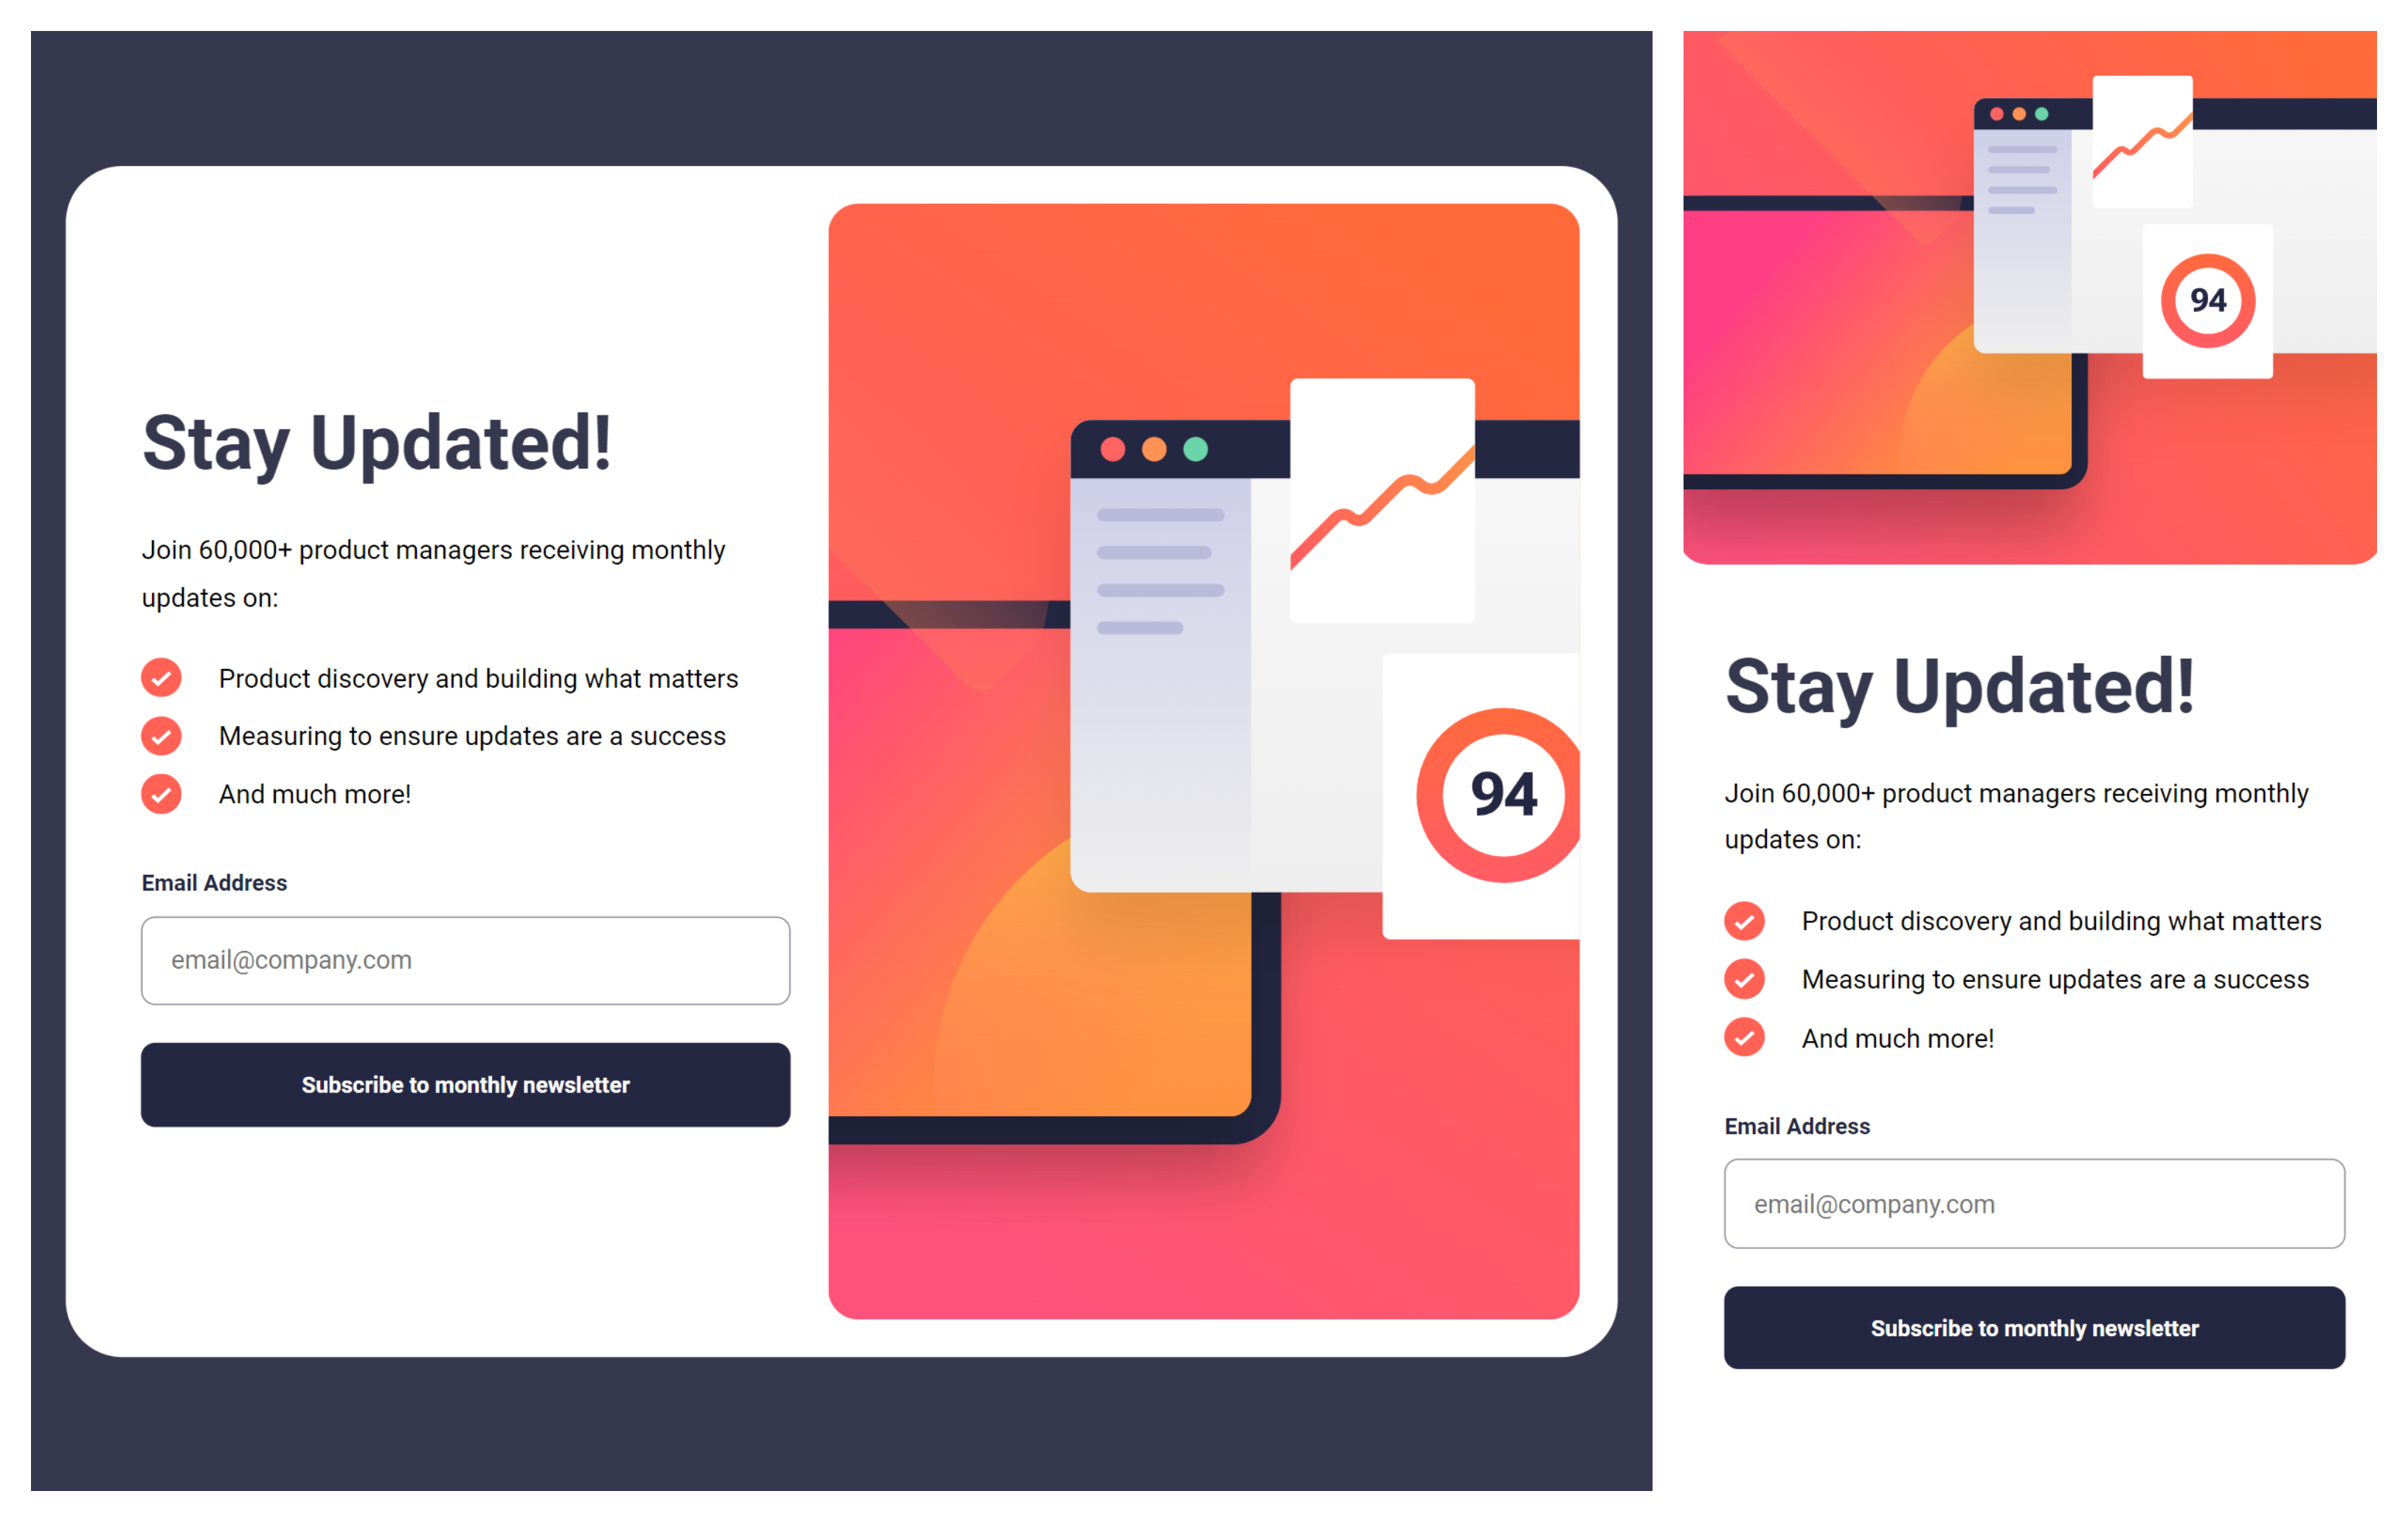 Stay Updated!
Join 60,000+ product managers receiving monthly
updates on:
Product discovery and building what matters
Measuring to ensure updates are a success
And much more!
Email Address
email@company.com
Subscribe to monthly newsletter
94
94
Stay Updated!
Join 60,000+ product managers receiving monthly
updates on:
Product discovery and building what matters
Measuring to ensure updates are a success
And much more!
Email Address
email@company.com
Subscribe to monthly newsletter